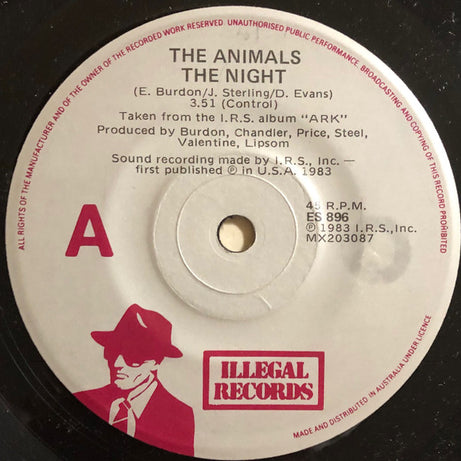 ALL RIGHTS OF THE MANUFACTURER AND OF THE OWNER OF THE RECORDED WORK RESERVED. UNAUTHORISED PUBLIC PERFORMANCE, BROADCASTING AND COPYING OF THIS RECORD PROHIBITED
THE ANIMALS
THE NIGHT
(E. Burdon/J. Sterling/D. Evans)
3.51 (Control)
Taken from the I.R.S. album "ARK"
Produced by Burdon, Chandler, Price, Steel,
Valentine, Lipsom
Sound recording made by I.R.S., Inc. —
first published ℗ in U.S.A. 1983
45 R.P.M.
ES 896
℗ 1983 I.R.S., Inc.
MX203087
A
ILLEGAL
RECORDS
MADE AND DISTRIBUTED IN AUSTRALIA UNDER LICENCE